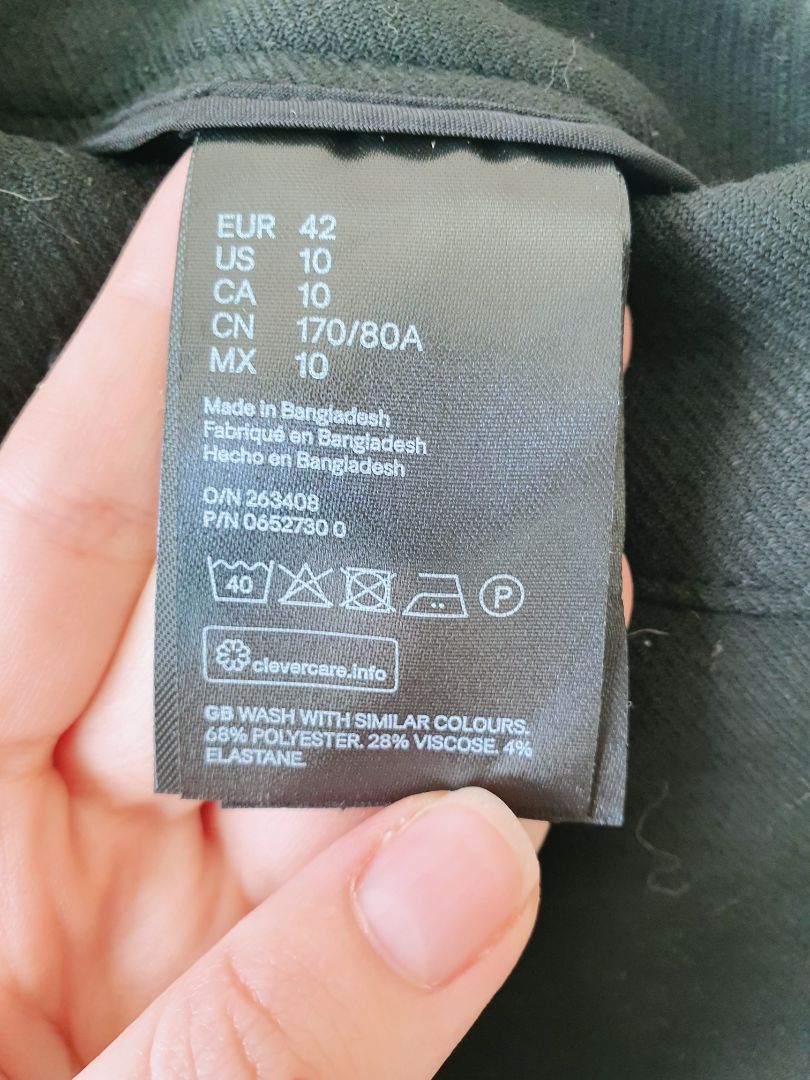 EUR 42
US 10
CA 10
CN 170/80A
MX 10
Made in Bangladesh
Fabriqué en Bangladesh
Hecho en Bangladesh
O/N 263408
P/N 0652730 0
40 P
clevercare.info
GB WASH WITH SIMILAR COLOURS.
68% POLYESTER. 28% VISCOSE. 4%
ELASTANE.